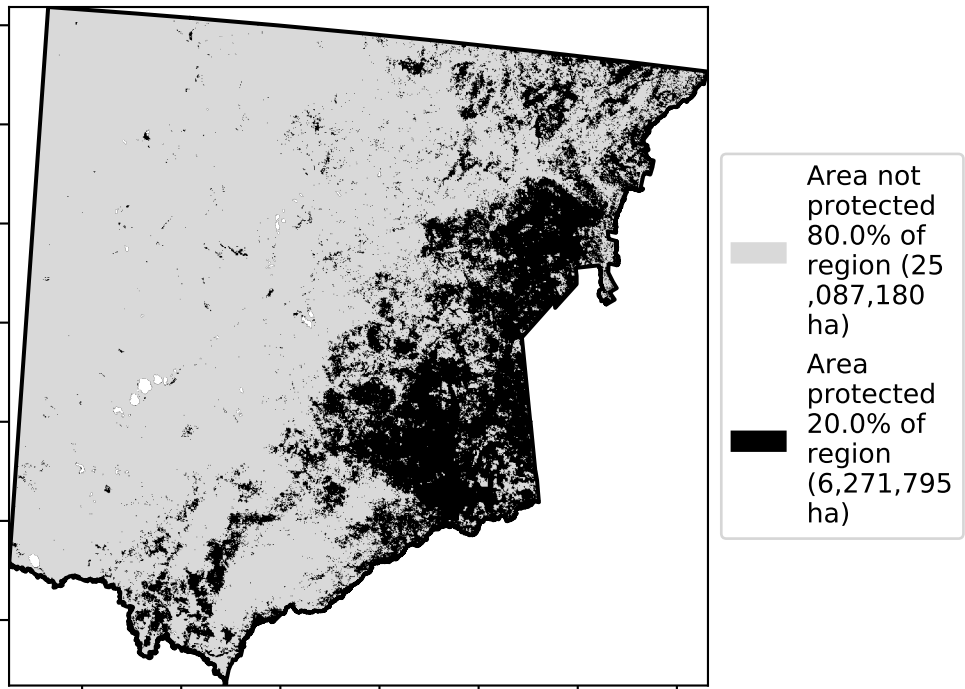 Area not
protected
80.0% of
region (25
,087,180
ha)
Area
protected
20.0% of
region
(6,271,795
ha)